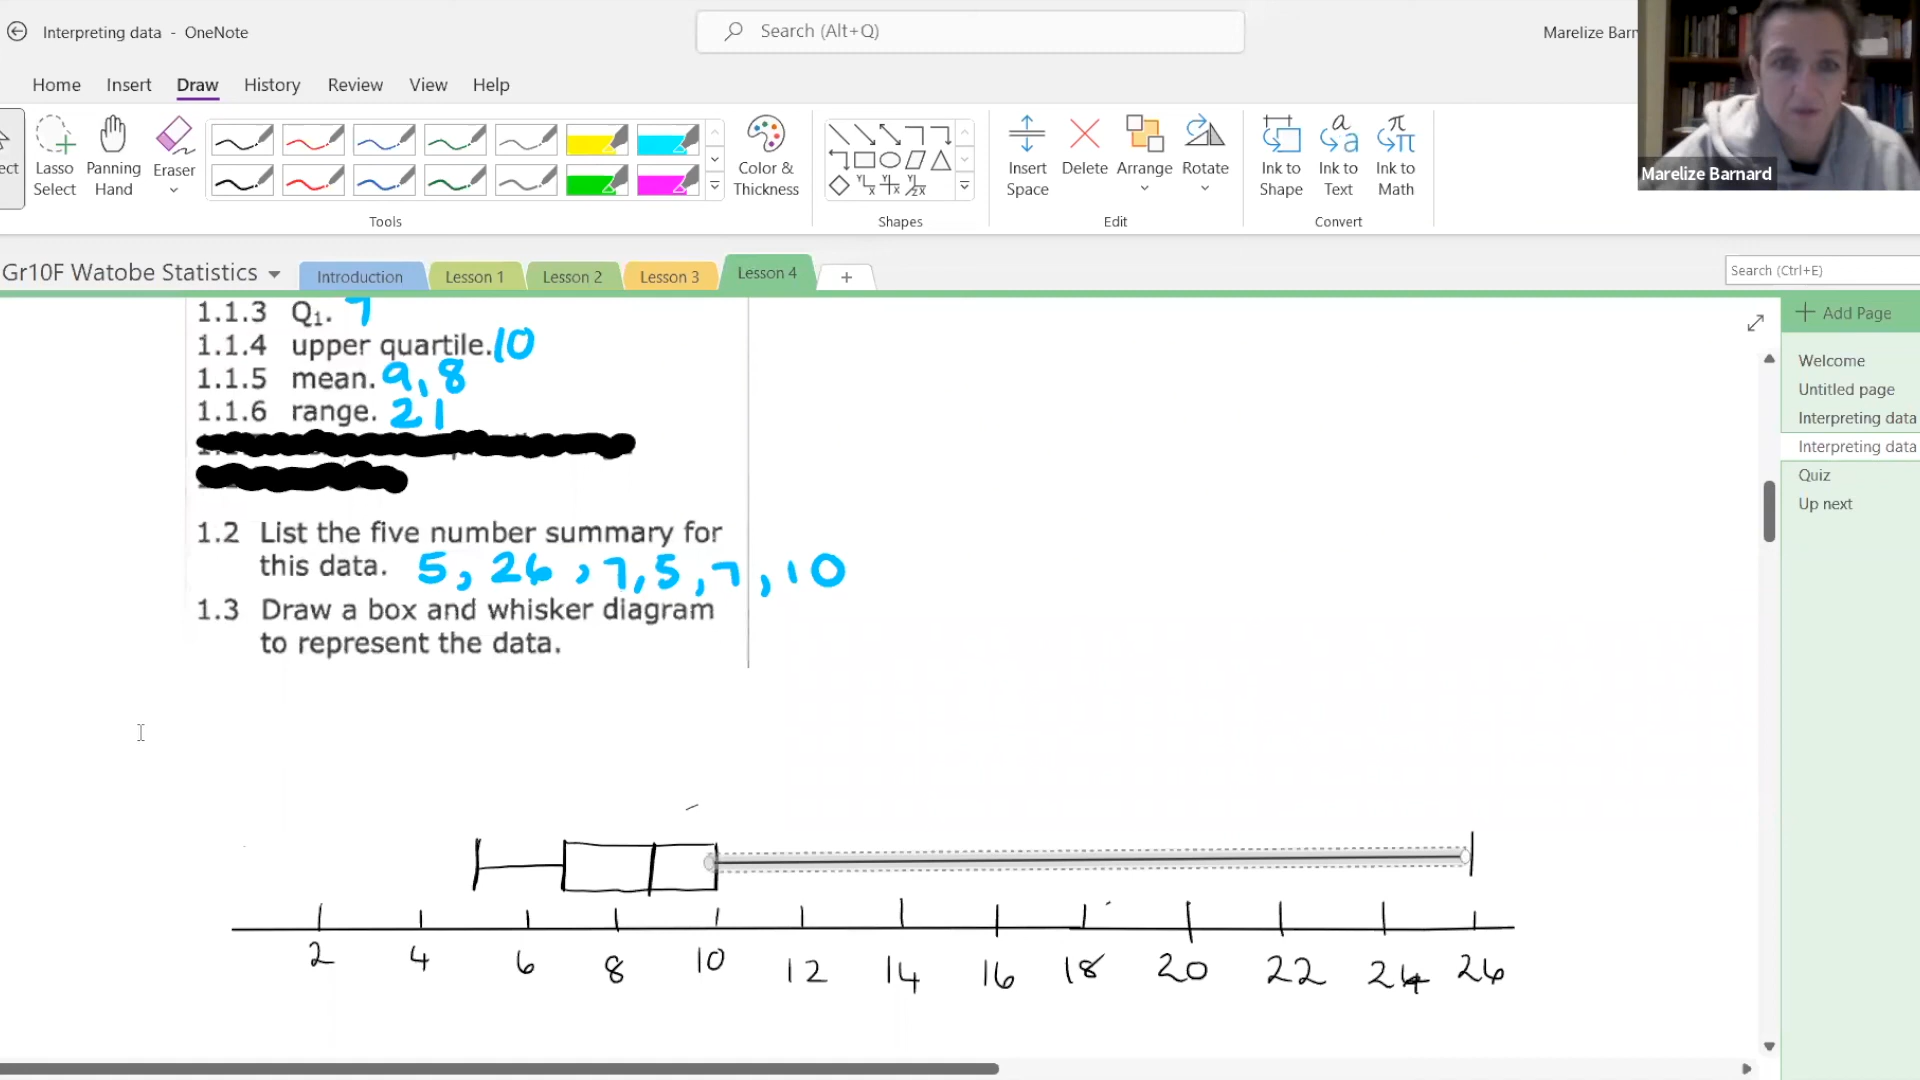 Interpreting data - OneNote
Search (Alt+Q)
Marelize Barn
Home Insert Draw History Review View Help
Lasso Select
Panning Hand
Eraser
Color & Thickness
Insert Space
Delete
Arrange
Rotate
Ink to Shape
Ink to Text
Ink to Math
Marelize Barnard
Tools
Shapes
Edit
Convert
Gr10F Watobe Statistics
Introduction
Lesson 1
Lesson 2
Lesson 3
Lesson 4
Search (Ctrl+E)
Add Page
Welcome
Untitled page
Interpreting data
Interpreting data
Quiz
Up next
1.1.3 Q₁. 7
1.1.4 upper quartile. 10
1.1.5 mean. 9,8
1.1.6 range. 21
1.2 List the five number summary for
this data. 5, 26, 7,5, 7, 10
1.3 Draw a box and whisker diagram
to represent the data.
2 4 6 8 10 12 14 16 18 20 22 24 26